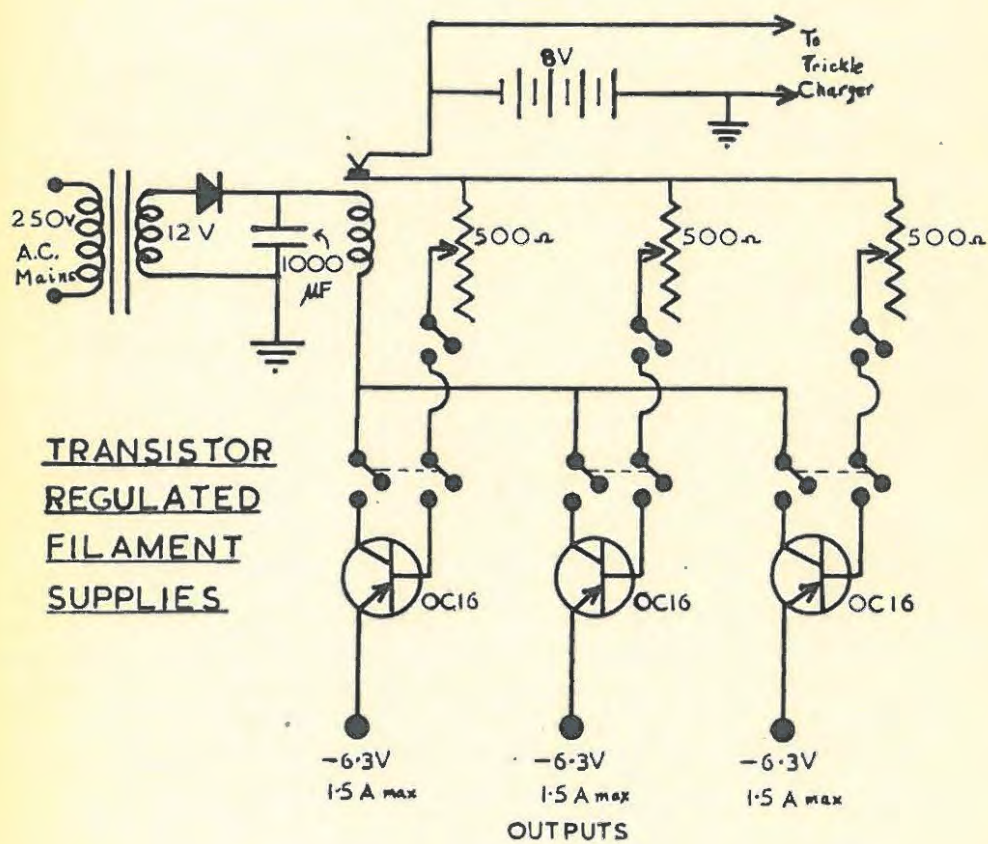 8V
To
Trickle
Charger
250v
A.C.
Mains
12 V
1000
µF
500Ω
500Ω
500Ω
TRANSISTOR
REGULATED
FILAMENT
SUPPLIES
OC16
OC16
OC16
-6·3V
1·5 A max
-6·3V
1·5 A max
-6·3V
1·5 A max
OUTPUTS